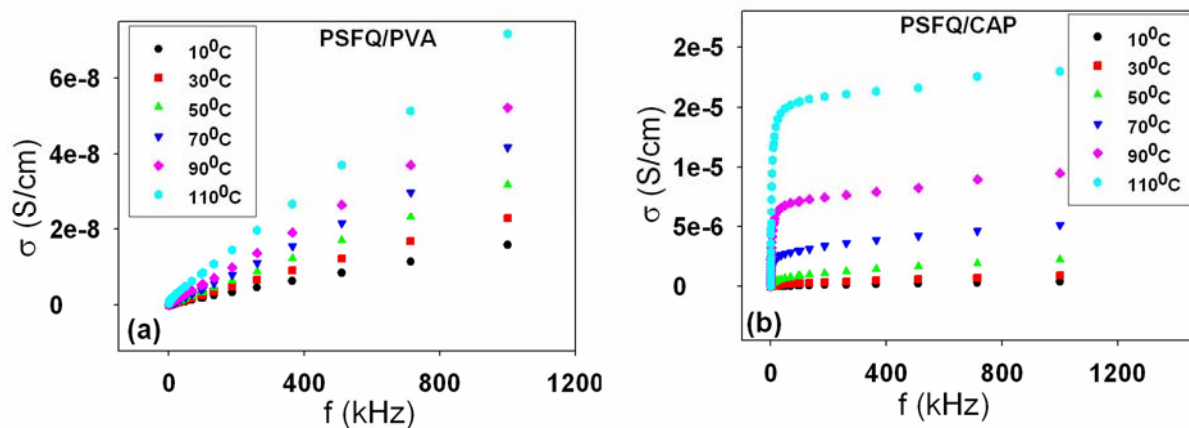 PSFQ/PVA
10⁰C
30⁰C
50⁰C
70⁰C
90⁰C
110⁰C
6e-8
4e-8
2e-8
0
σ (S/cm)
(a)
0 400 800 1200
f (kHz)
PSFQ/CAP
10⁰C
30⁰C
50⁰C
70⁰C
90⁰C
110⁰C
2e-5
2e-5
1e-5
5e-6
0
σ (S/cm)
(b)
0 400 800 1200
f (kHz)